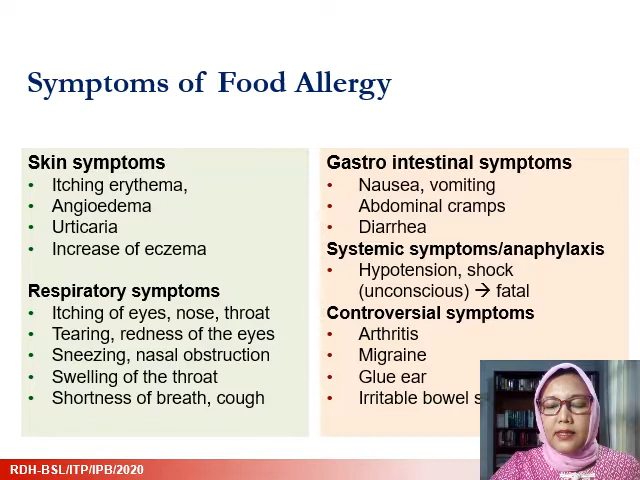 Symptoms of Food Allergy
Skin symptoms
• Itching erythema,
• Angioedema
• Urticaria
• Increase of eczema
Respiratory symptoms
• Itching of eyes, nose, throat
• Tearing, redness of the eyes
• Sneezing, nasal obstruction
• Swelling of the throat
• Shortness of breath, cough
Gastro intestinal symptoms
• Nausea, vomiting
• Abdominal cramps
• Diarrhea
Systemic symptoms/anaphylaxis
• Hypotension, shock
(unconscious) → fatal
Controversial symptoms
• Arthritis
• Migraine
• Glue ear
• Irritable bowel
RDH-BSL/ITP/IPB/2020